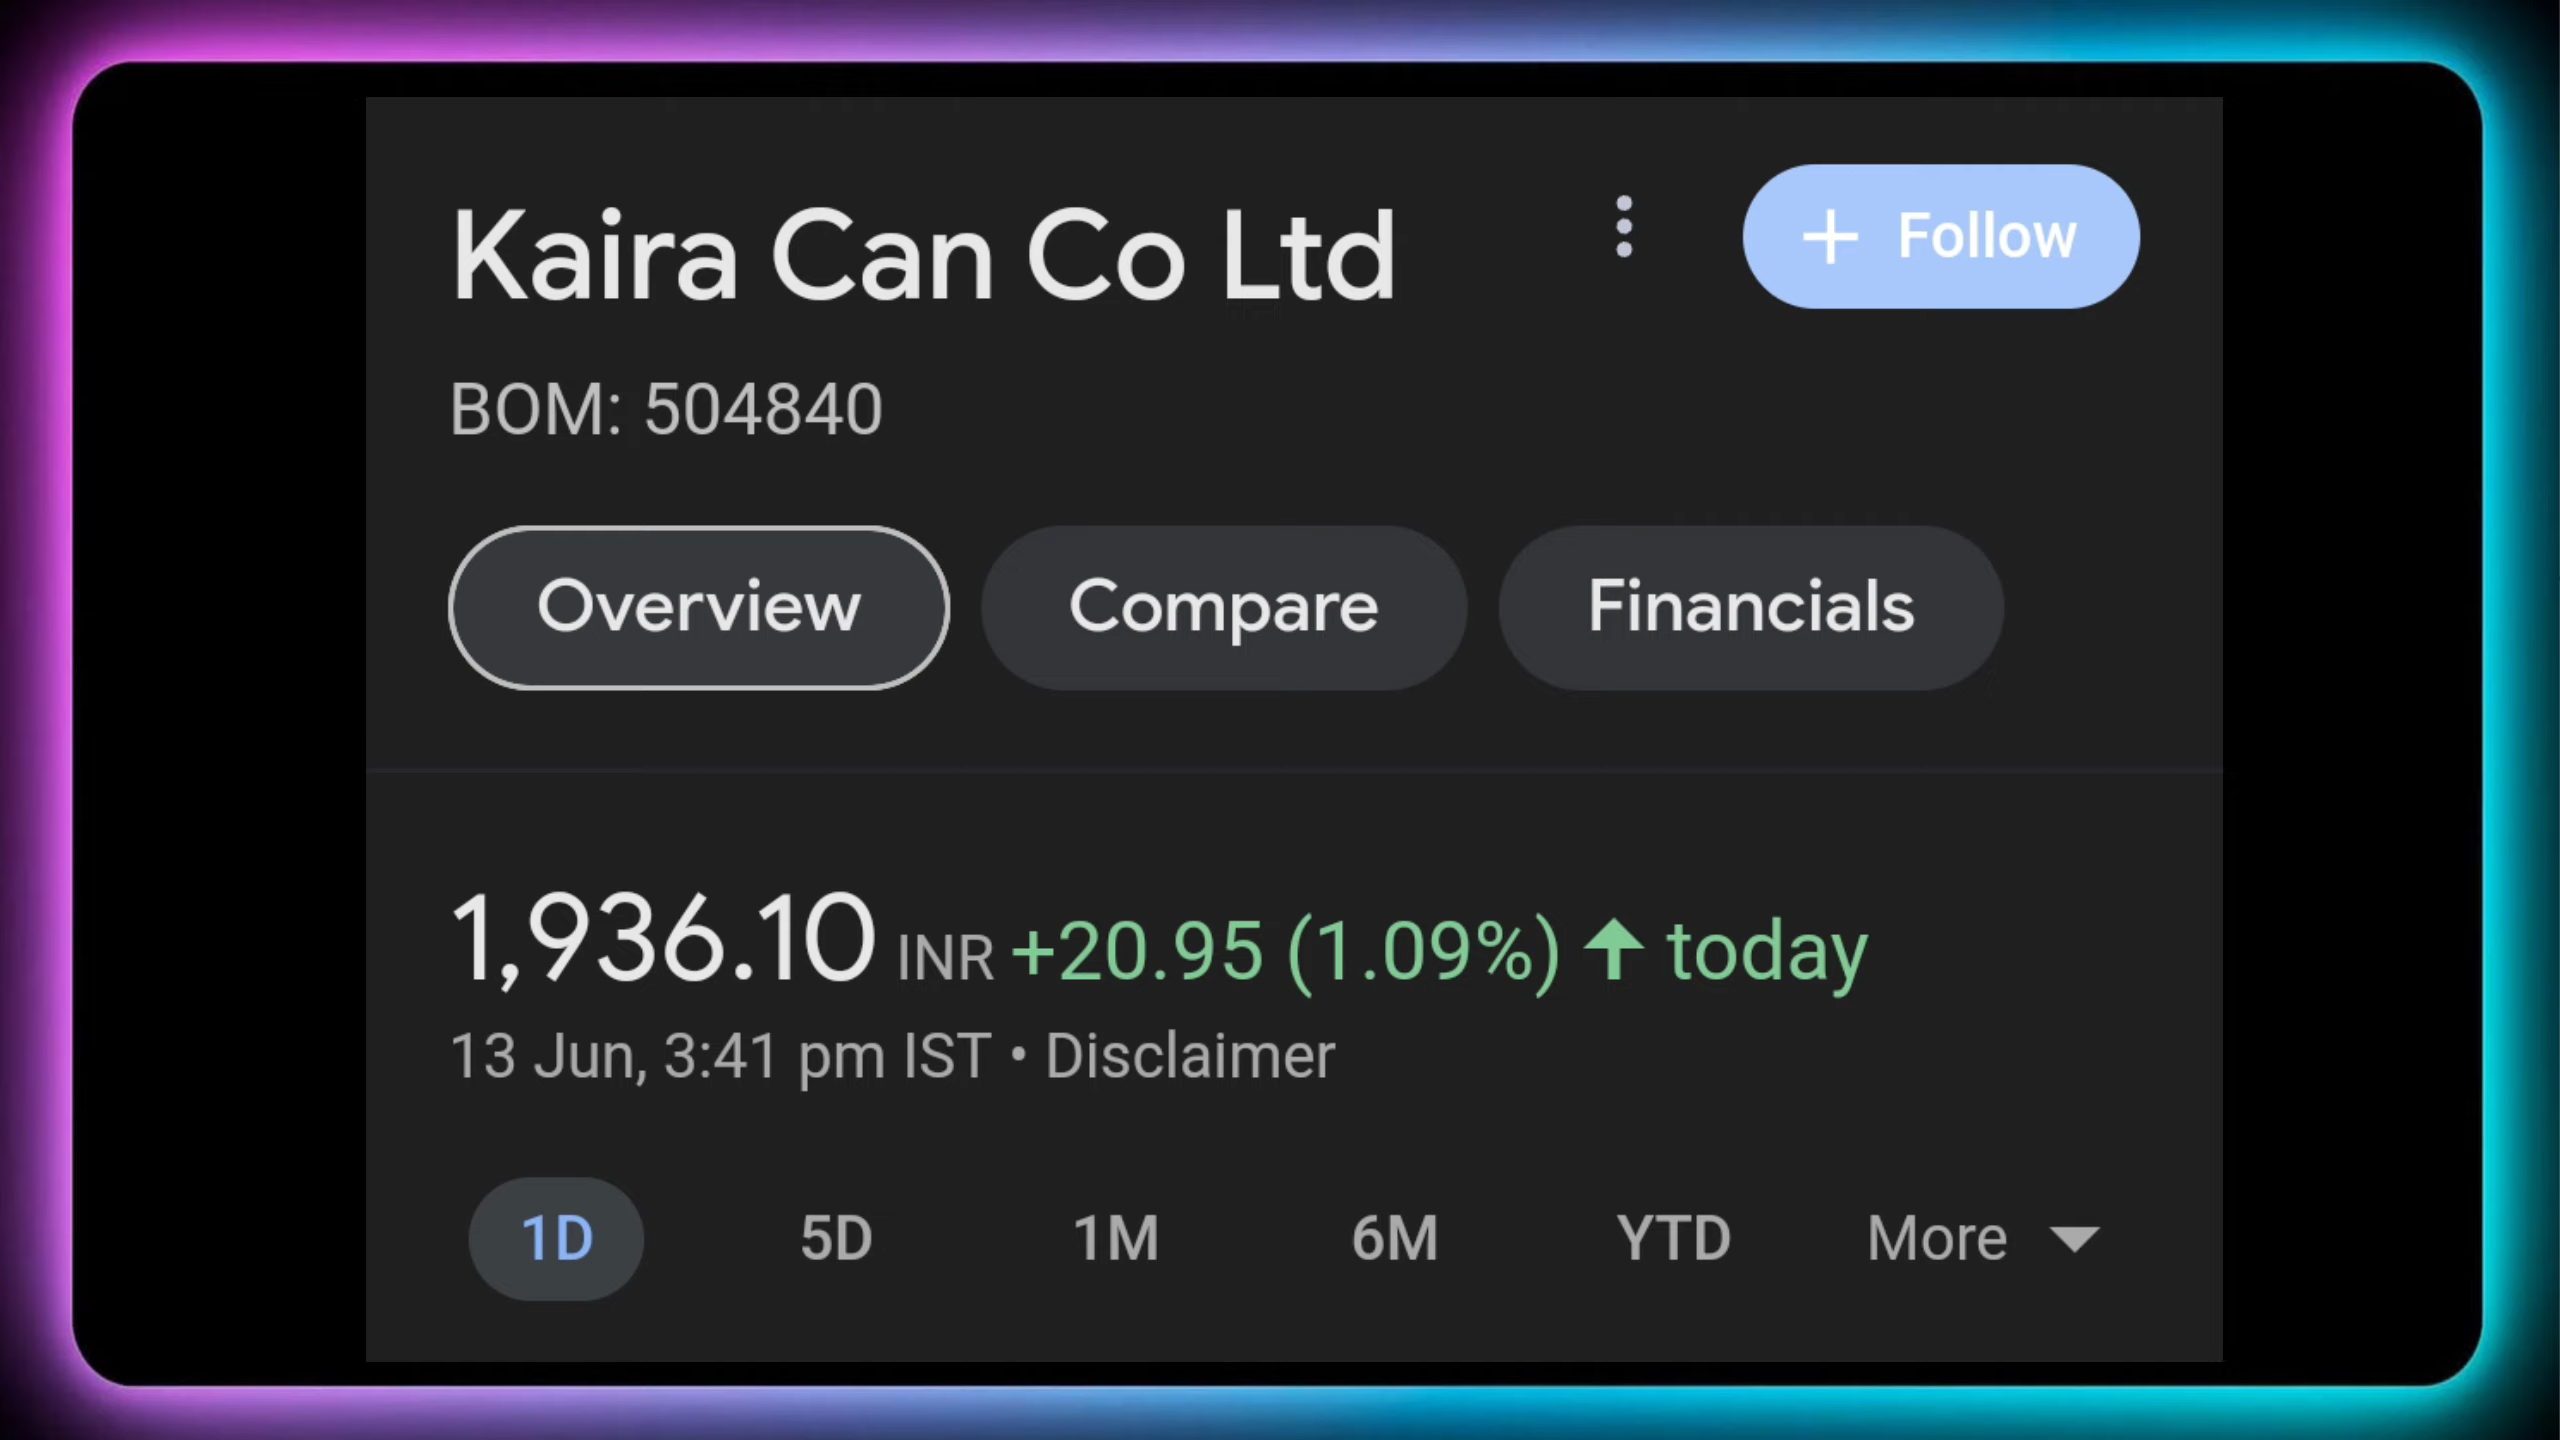 Kaira Can Co Ltd
+ Follow
BOM: 504840
Overview Compare Financials
1,936.10 INR +20.95 (1.09%) ↑ today
13 Jun, 3:41 pm IST • Disclaimer
1D 5D 1M 6M YTD More